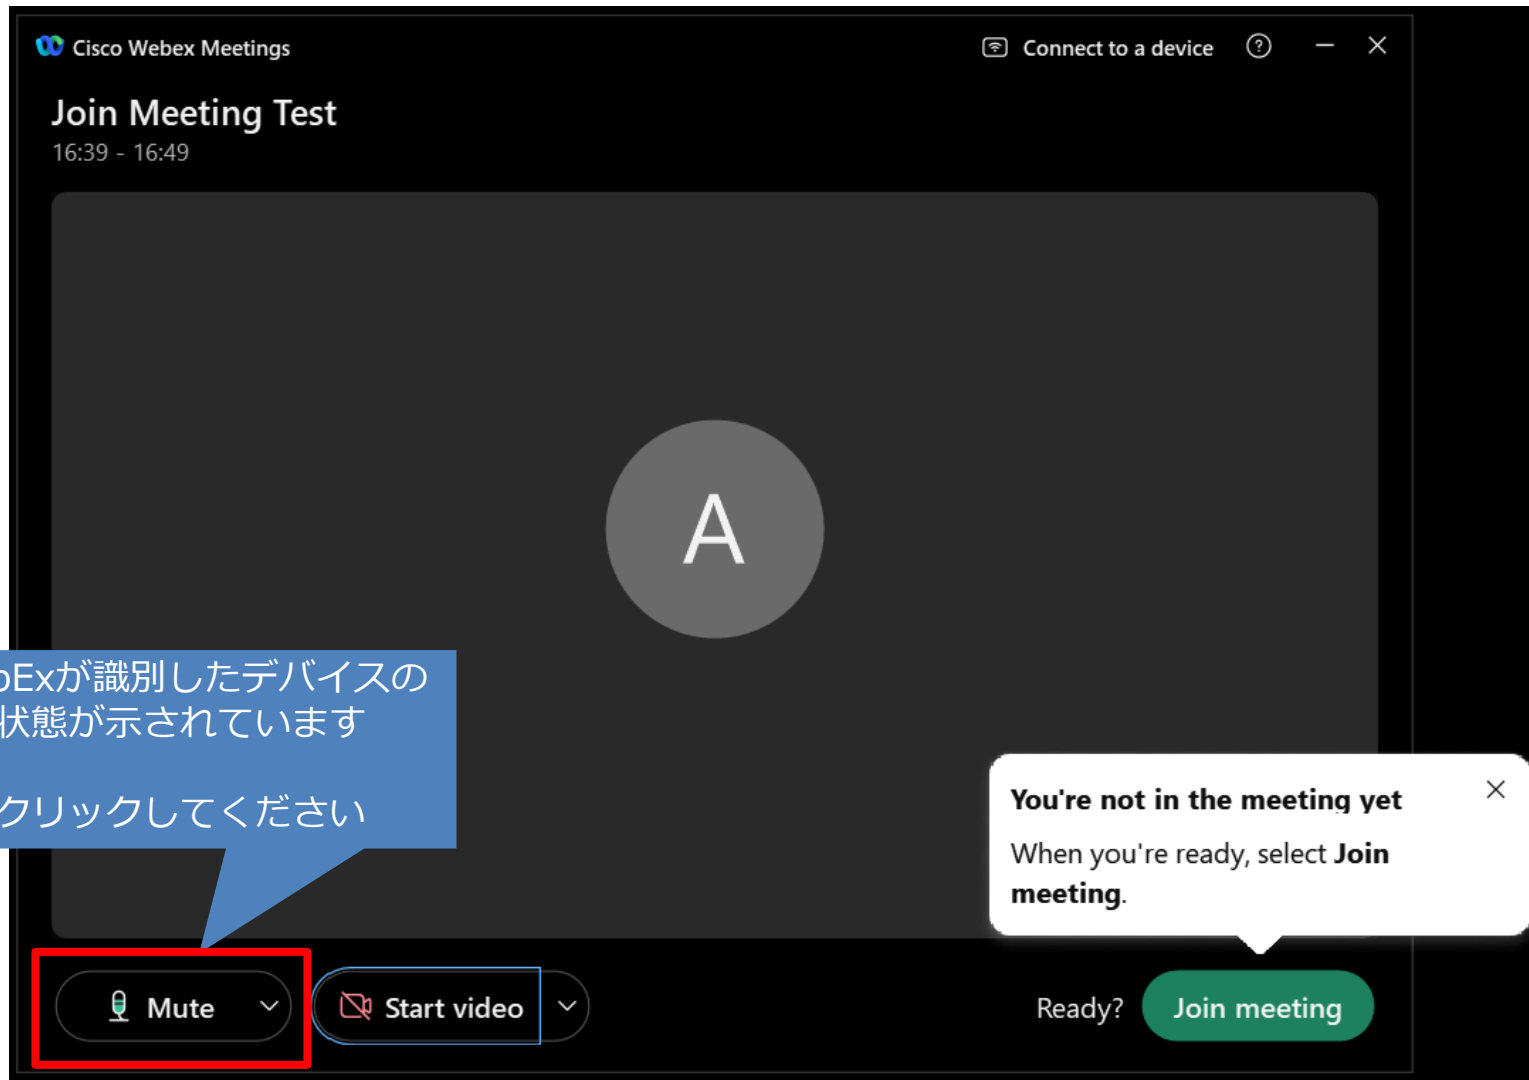 Cisco Webex Meetings
Connect to a device
Join Meeting Test
16:39 - 16:49
A
Exが識別したデバイスの
状態が示されています
クリックしてください
You're not in the meeting yet
When you're ready, select Join
meeting.
Mute
Start video
Ready?
Join meeting